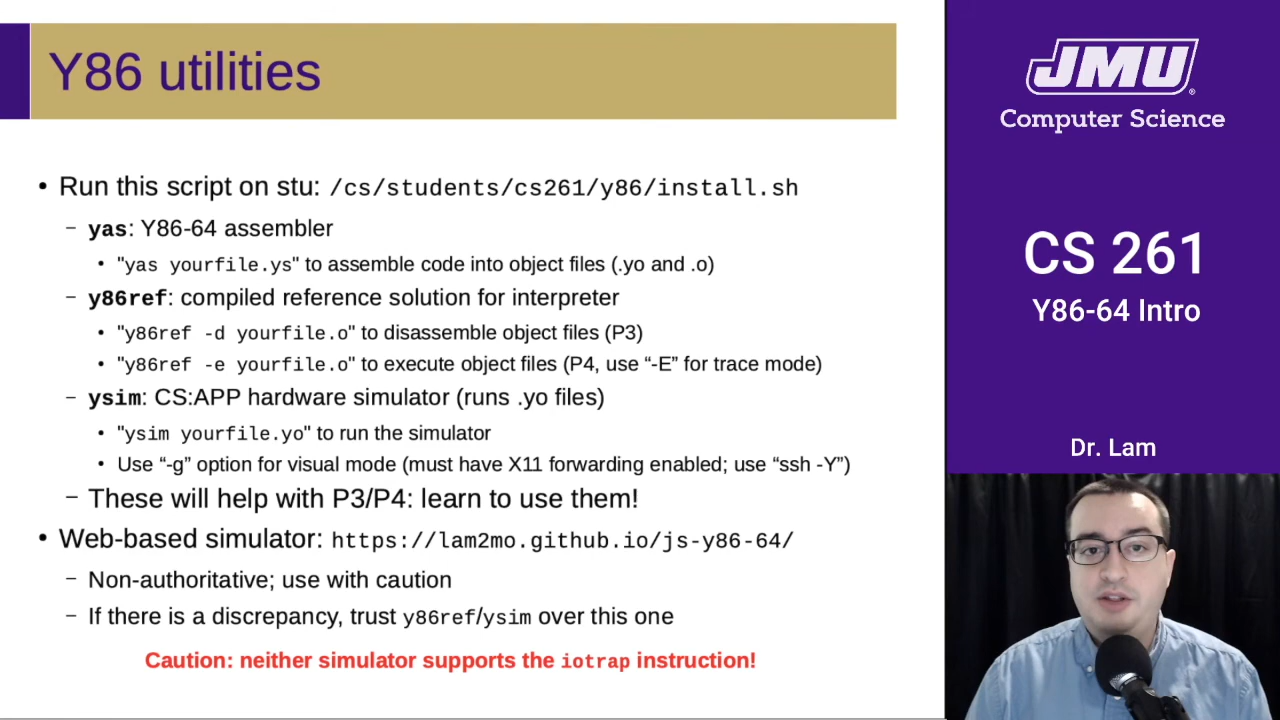 Y86 utilities
• Run this script on stu: /cs/students/cs261/y86/install.sh
– yas: Y86-64 assembler
• "yas yourfile.ys" to assemble code into object files (.yo and .o)
– y86ref: compiled reference solution for interpreter
• "y86ref -d yourfile.o" to disassemble object files (P3)
• "y86ref -e yourfile.o" to execute object files (P4, use “-E” for trace mode)
– ysim: CS:APP hardware simulator (runs .yo files)
• "ysim yourfile.yo" to run the simulator
• Use “-g” option for visual mode (must have X11 forwarding enabled; use “ssh -Y”)
– These will help with P3/P4: learn to use them!
• Web-based simulator: https://lam2mo.github.io/js-y86-64/
– Non-authoritative; use with caution
– If there is a discrepancy, trust y86ref/ysim over this one
Caution: neither simulator supports the iotrap instruction!
JMU®
Computer Science
CS 261
Y86-64 Intro
Dr. Lam